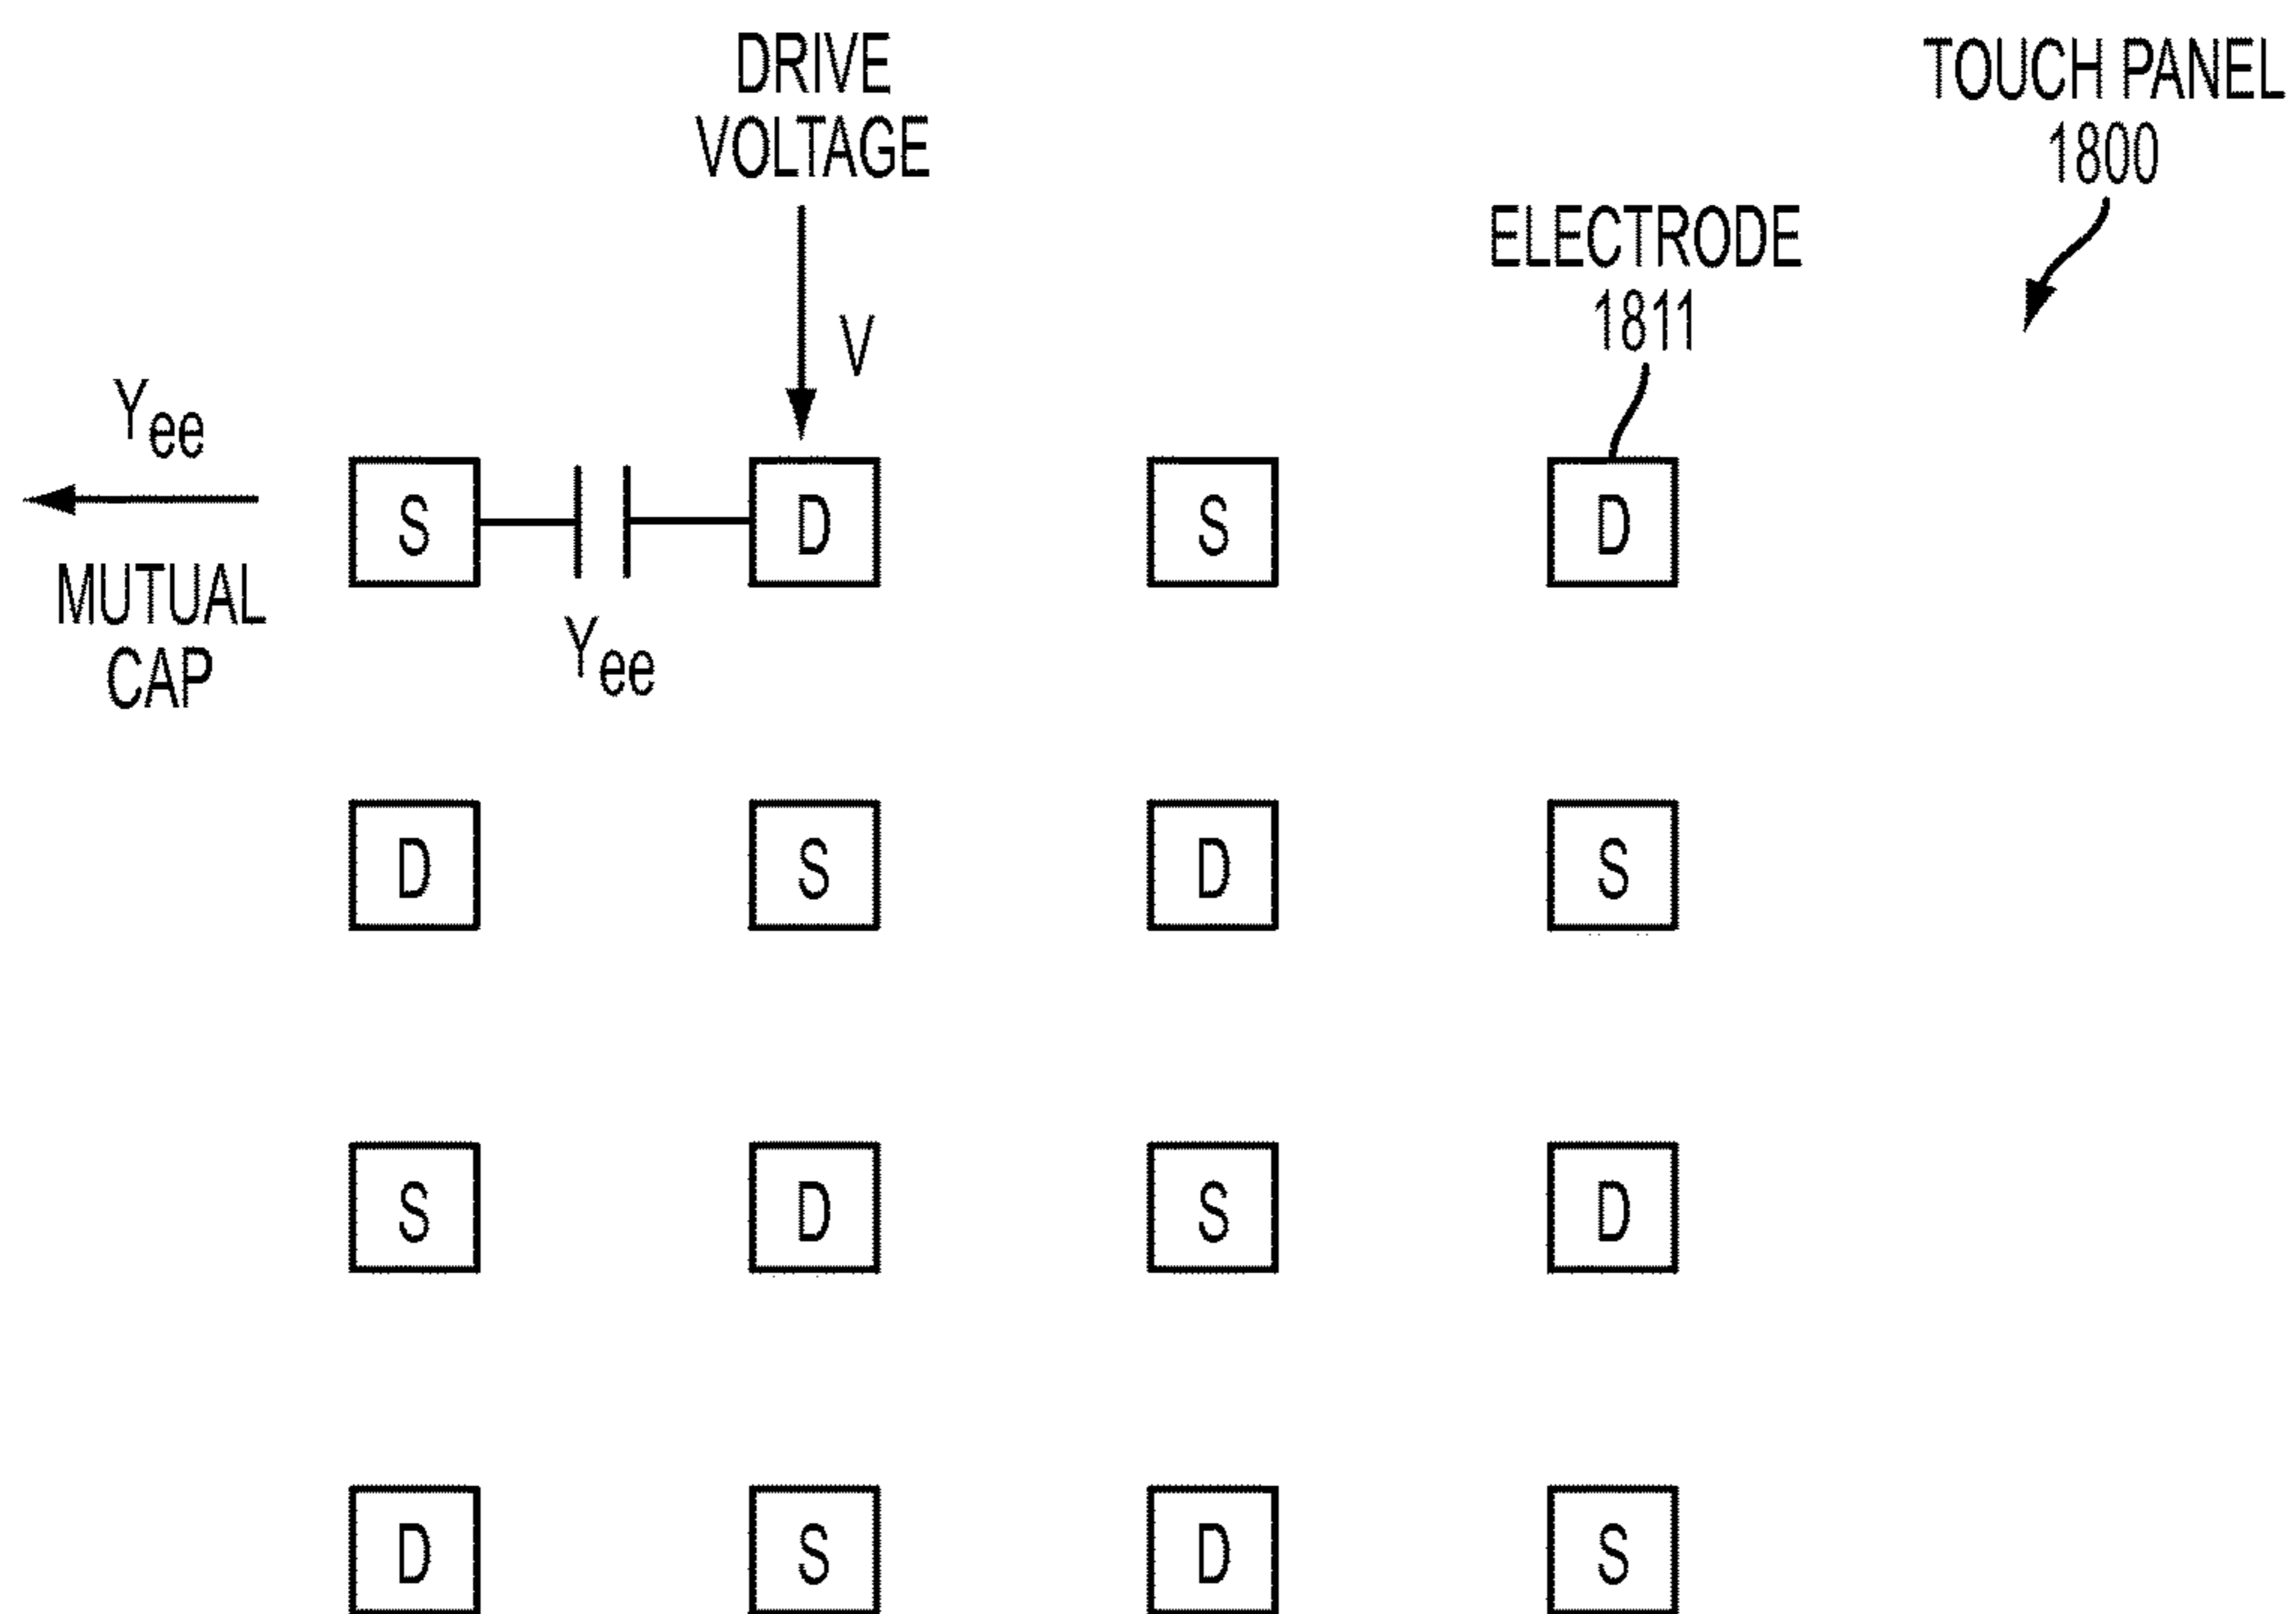 DRIVE
VOLTAGE
TOUCH PANEL
1800
ELECTRODE
1811
V
Yee
MUTUAL
CAP
S
D
S
D
Yee
D
S
D
S
S
D
S
D
D
S
D
S